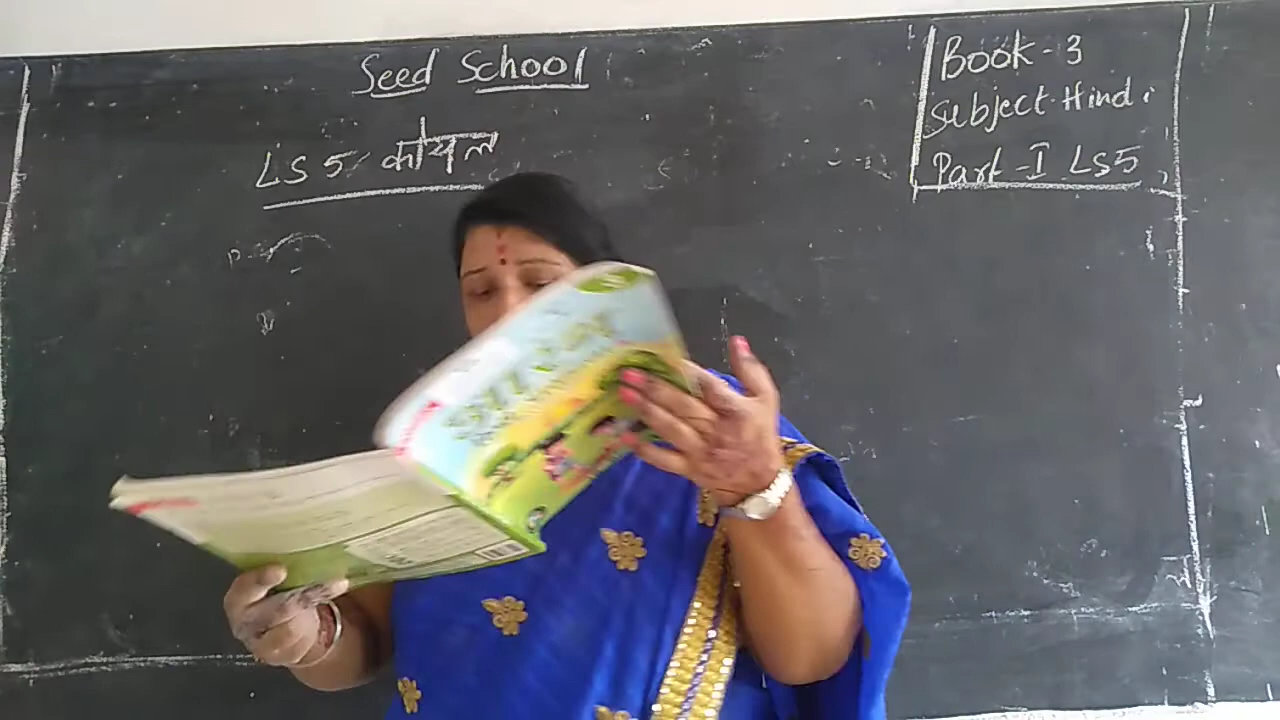 Seed School
LS 5 कोयल
Book - 3
Subject-Hindi
Part-I LS5